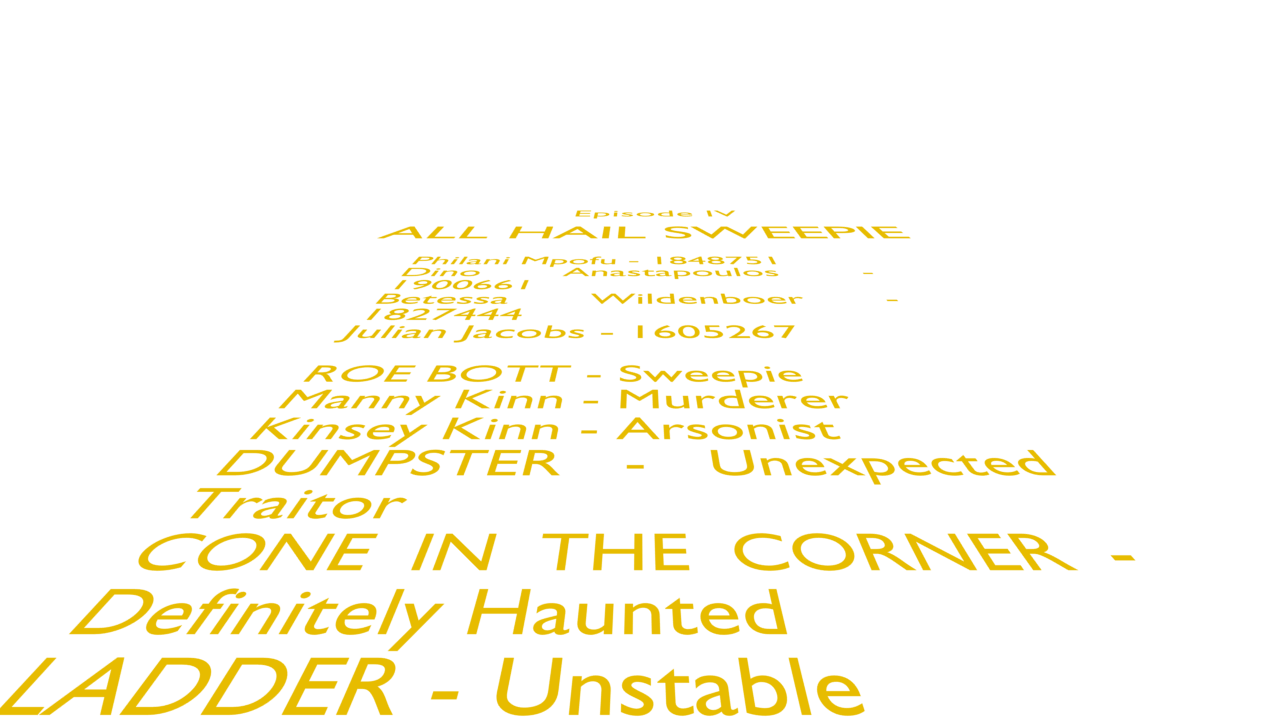 Episode IV
ALL HAIL SWEEPIE
Philani Mpofu - 1848751
Dino Anastapoulos -
1900661
Betessa Wildenboer -
1827444
Julian Jacobs - 1605267
ROE BOTT - Sweepie
Manny Kinn - Murderer
Kinsey Kinn - Arsonist
DUMPSTER - Unexpected
Traitor
CONE IN THE CORNER -
Definitely Haunted
LADDER - Unstable